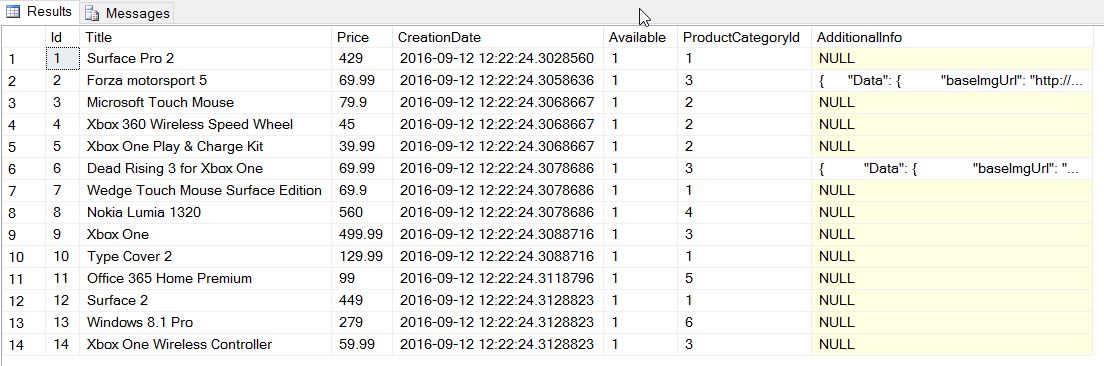 Results Messages
Id Title Price CreationDate Available ProductCategoryId AdditionalInfo
1 1 Surface Pro 2 429 2016-09-12 12:22:24.3028560 1 1 NULL
2 2 Forza motorsport 5 69.99 2016-09-12 12:22:24.3058636 1 3 { "Data": { "baseImgUrl": "http://...
3 3 Microsoft Touch Mouse 79.9 2016-09-12 12:22:24.3068667 1 2 NULL
4 4 Xbox 360 Wireless Speed Wheel 45 2016-09-12 12:22:24.3068667 1 2 NULL
5 5 Xbox One Play & Charge Kit 39.99 2016-09-12 12:22:24.3068667 1 2 NULL
6 6 Dead Rising 3 for Xbox One 69.99 2016-09-12 12:22:24.3078686 1 3 { "Data": { "baseImgUrl": "...
7 7 Wedge Touch Mouse Surface Edition 69.9 2016-09-12 12:22:24.3078686 1 1 NULL
8 8 Nokia Lumia 1320 560 2016-09-12 12:22:24.3078686 1 4 NULL
9 9 Xbox One 499.99 2016-09-12 12:22:24.3088716 1 3 NULL
10 10 Type Cover 2 129.99 2016-09-12 12:22:24.3088716 1 1 NULL
11 11 Office 365 Home Premium 99 2016-09-12 12:22:24.3118796 1 5 NULL
12 12 Surface 2 449 2016-09-12 12:22:24.3128823 1 1 NULL
13 13 Windows 8.1 Pro 279 2016-09-12 12:22:24.3128823 1 6 NULL
14 14 Xbox One Wireless Controller 59.99 2016-09-12 12:22:24.3128823 1 3 NULL